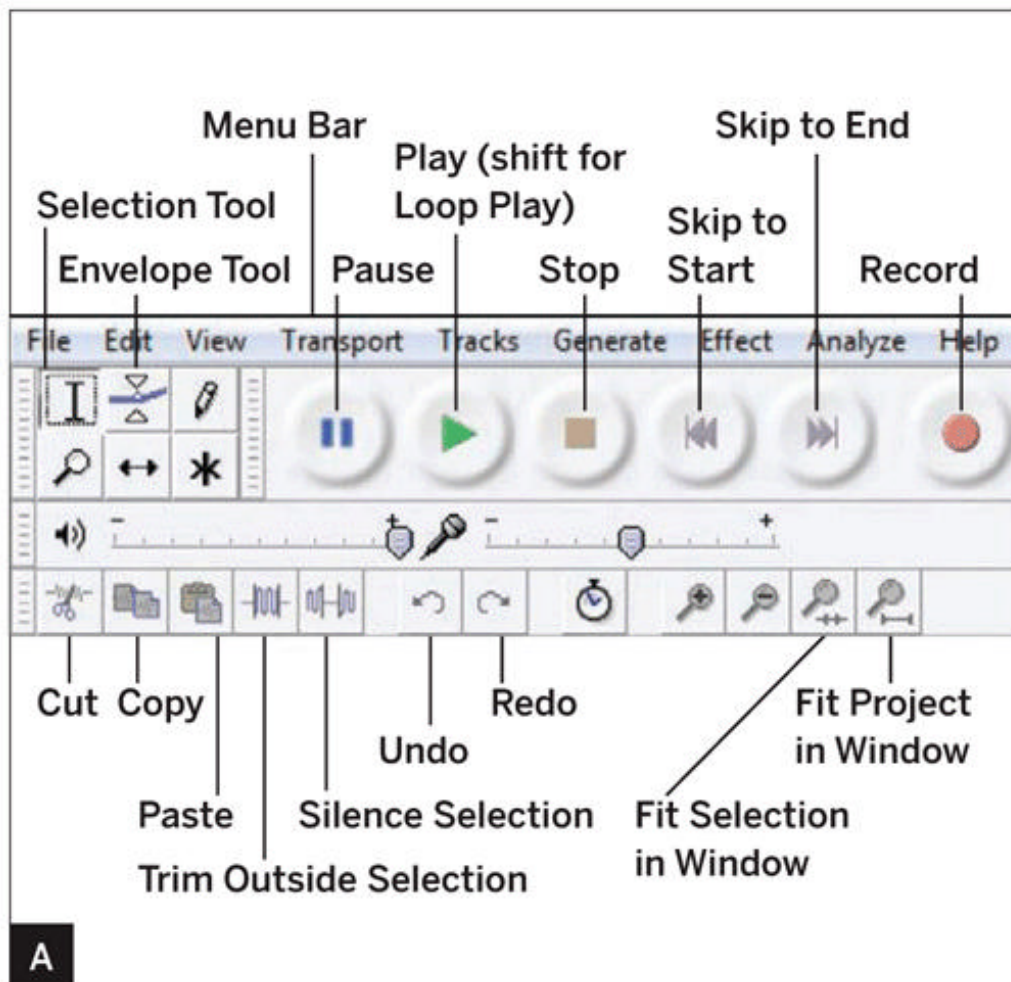 Menu Bar
Skip to End
Play (shift for
Loop Play)
Selection Tool
Skip to
Start
Envelope Tool
Pause
Stop
Record
File Edit View Transport Tracks Generate Effect Analyze Help
- + - +
Cut Copy
Redo
Fit Project
in Window
Undo
Paste
Silence Selection
Fit Selection
in Window
Trim Outside Selection
A